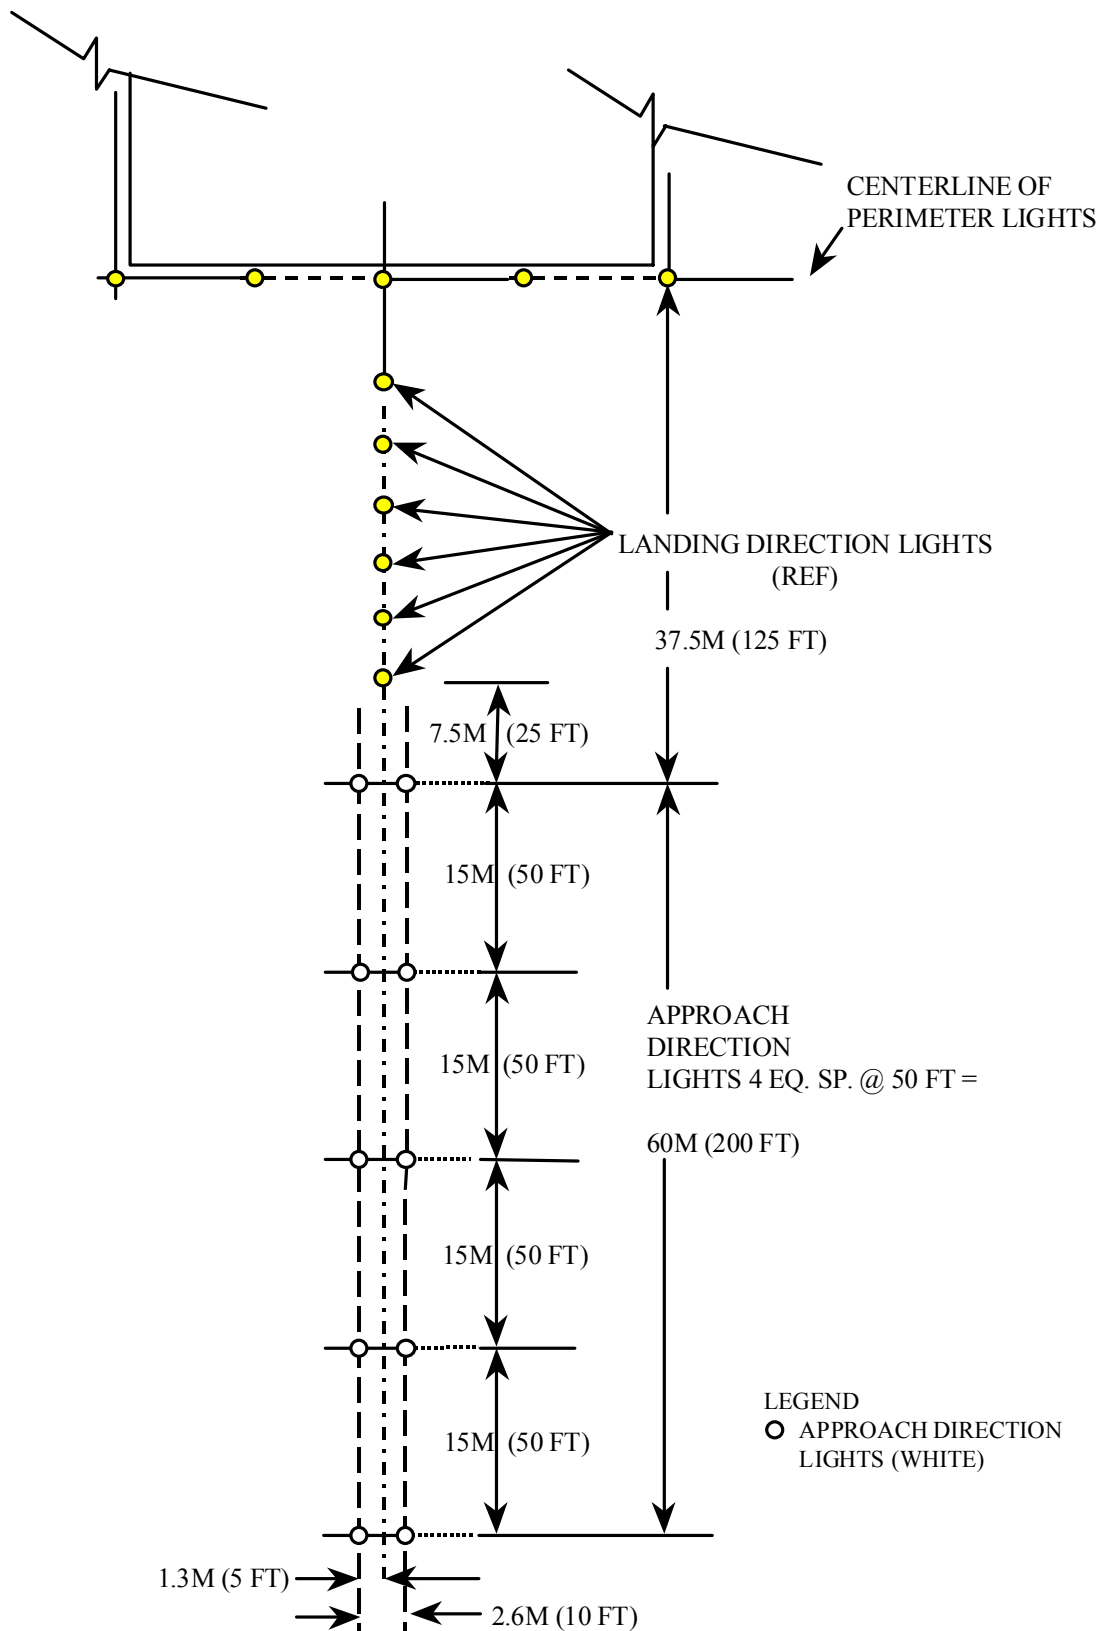 CENTERLINE OF
PERIMETER LIGHTS
LANDING DIRECTION LIGHTS
(REF)
37.5M (125 FT)
7.5M (25 FT)
15M (50 FT)
15M (50 FT)
APPROACH
DIRECTION
LIGHTS 4 EQ. SP. @ 50 FT =
60M (200 FT)
15M (50 FT)
15M (50 FT)
LEGEND
APPROACH DIRECTION
LIGHTS (WHITE)
1.3M (5 FT)
2.6M (10 FT)